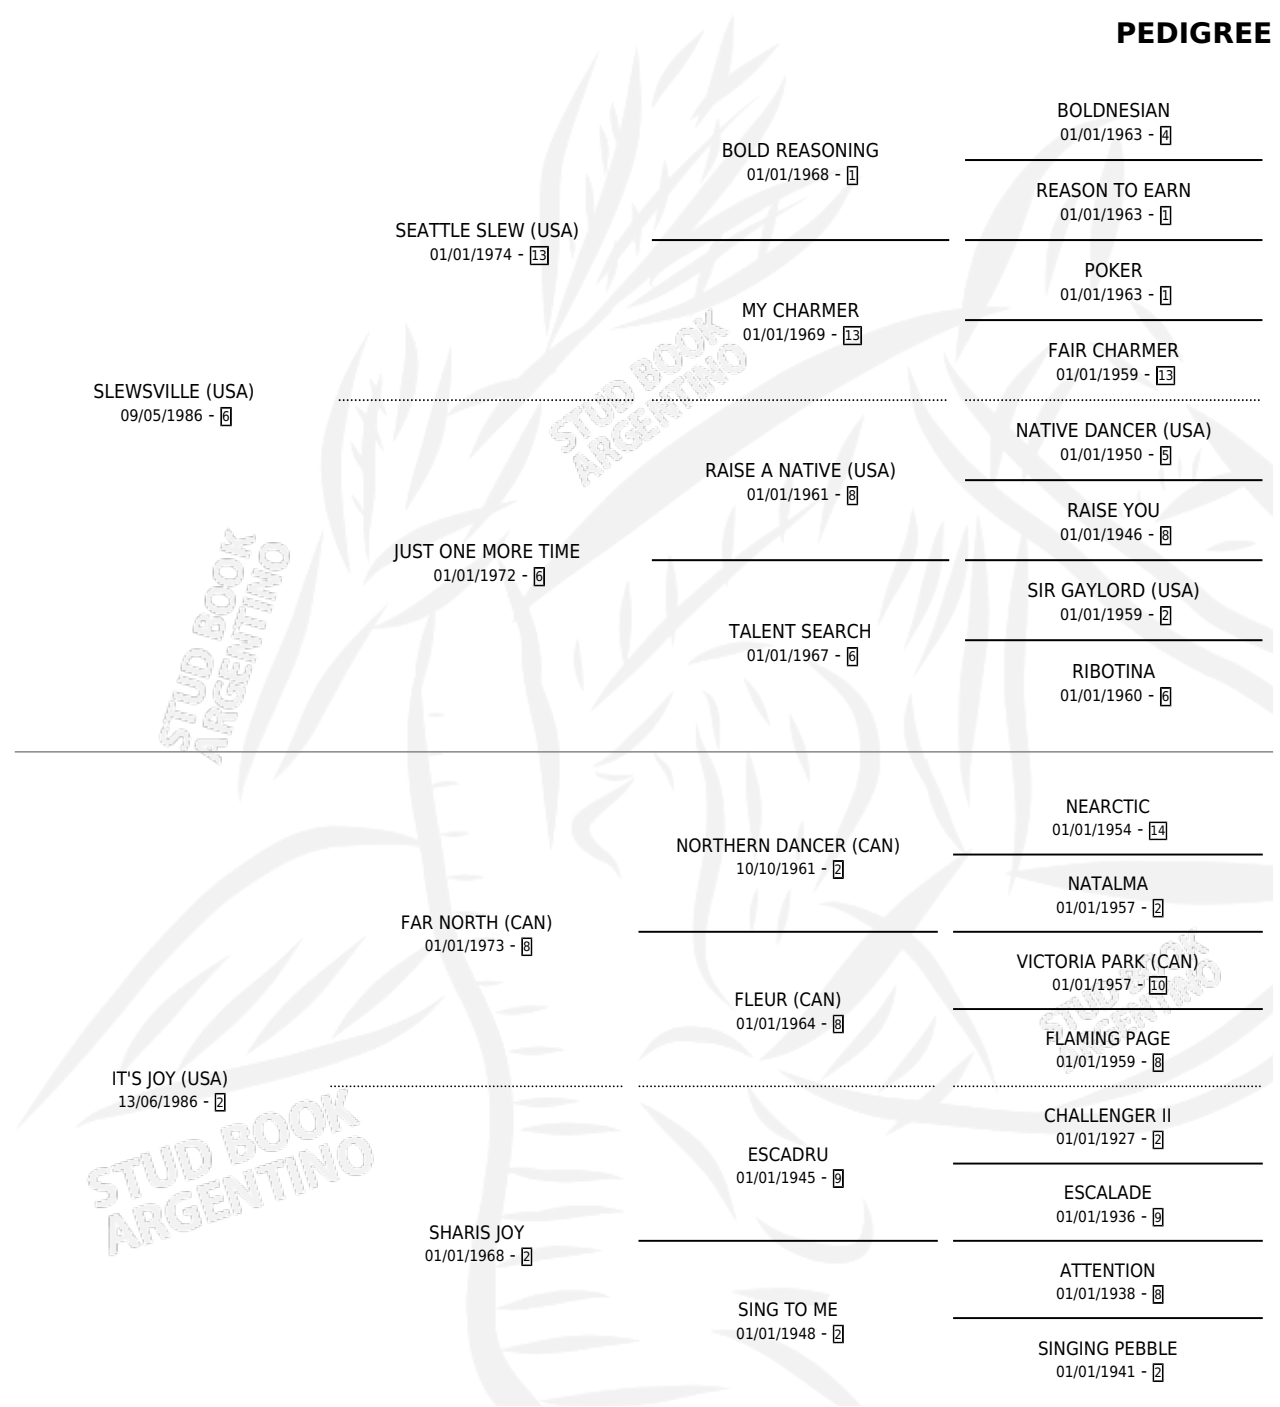 PEDIGREE
BOLDNESIAN
01/01/1963 - 4
BOLD REASONING
01/01/1968 - 1
REASON TO EARN
01/01/1963 - 1
SEATTLE SLEW (USA)
01/01/1974 - 13
POKER
01/01/1963 - 1
MY CHARMER
01/01/1969 - 13
FAIR CHARMER
01/01/1959 - 13
SLEWSVILLE (USA)
09/05/1986 - 6
NATIVE DANCER (USA)
01/01/1950 - 5
RAISE A NATIVE (USA)
01/01/1961 - 8
RAISE YOU
01/01/1946 - 8
JUST ONE MORE TIME
01/01/1972 - 6
SIR GAYLORD (USA)
01/01/1959 - 2
TALENT SEARCH
01/01/1967 - 6
RIBOTINA
01/01/1960 - 6
NEARCTIC
01/01/1954 - 14
NORTHERN DANCER (CAN)
10/10/1961 - 2
NATALMA
01/01/1957 - 2
FAR NORTH (CAN)
01/01/1973 - 8
VICTORIA PARK (CAN)
01/01/1957 - 10
FLEUR (CAN)
01/01/1964 - 8
FLAMING PAGE
01/01/1959 - 8
IT'S JOY (USA)
13/06/1986 - 2
CHALLENGER II
01/01/1927 - 2
ESCADRU
01/01/1945 - 9
ESCALADE
01/01/1936 - 9
SHARIS JOY
01/01/1968 - 2
ATTENTION
01/01/1938 - 8
SING TO ME
01/01/1948 - 2
SINGING PEBBLE
01/01/1941 - 2
STUD BOOK
ARGENTINO
STUD BOOK
ARGENTINO
STUD BOOK
ARGENTINO
STUD BOOK
ARGENTINO